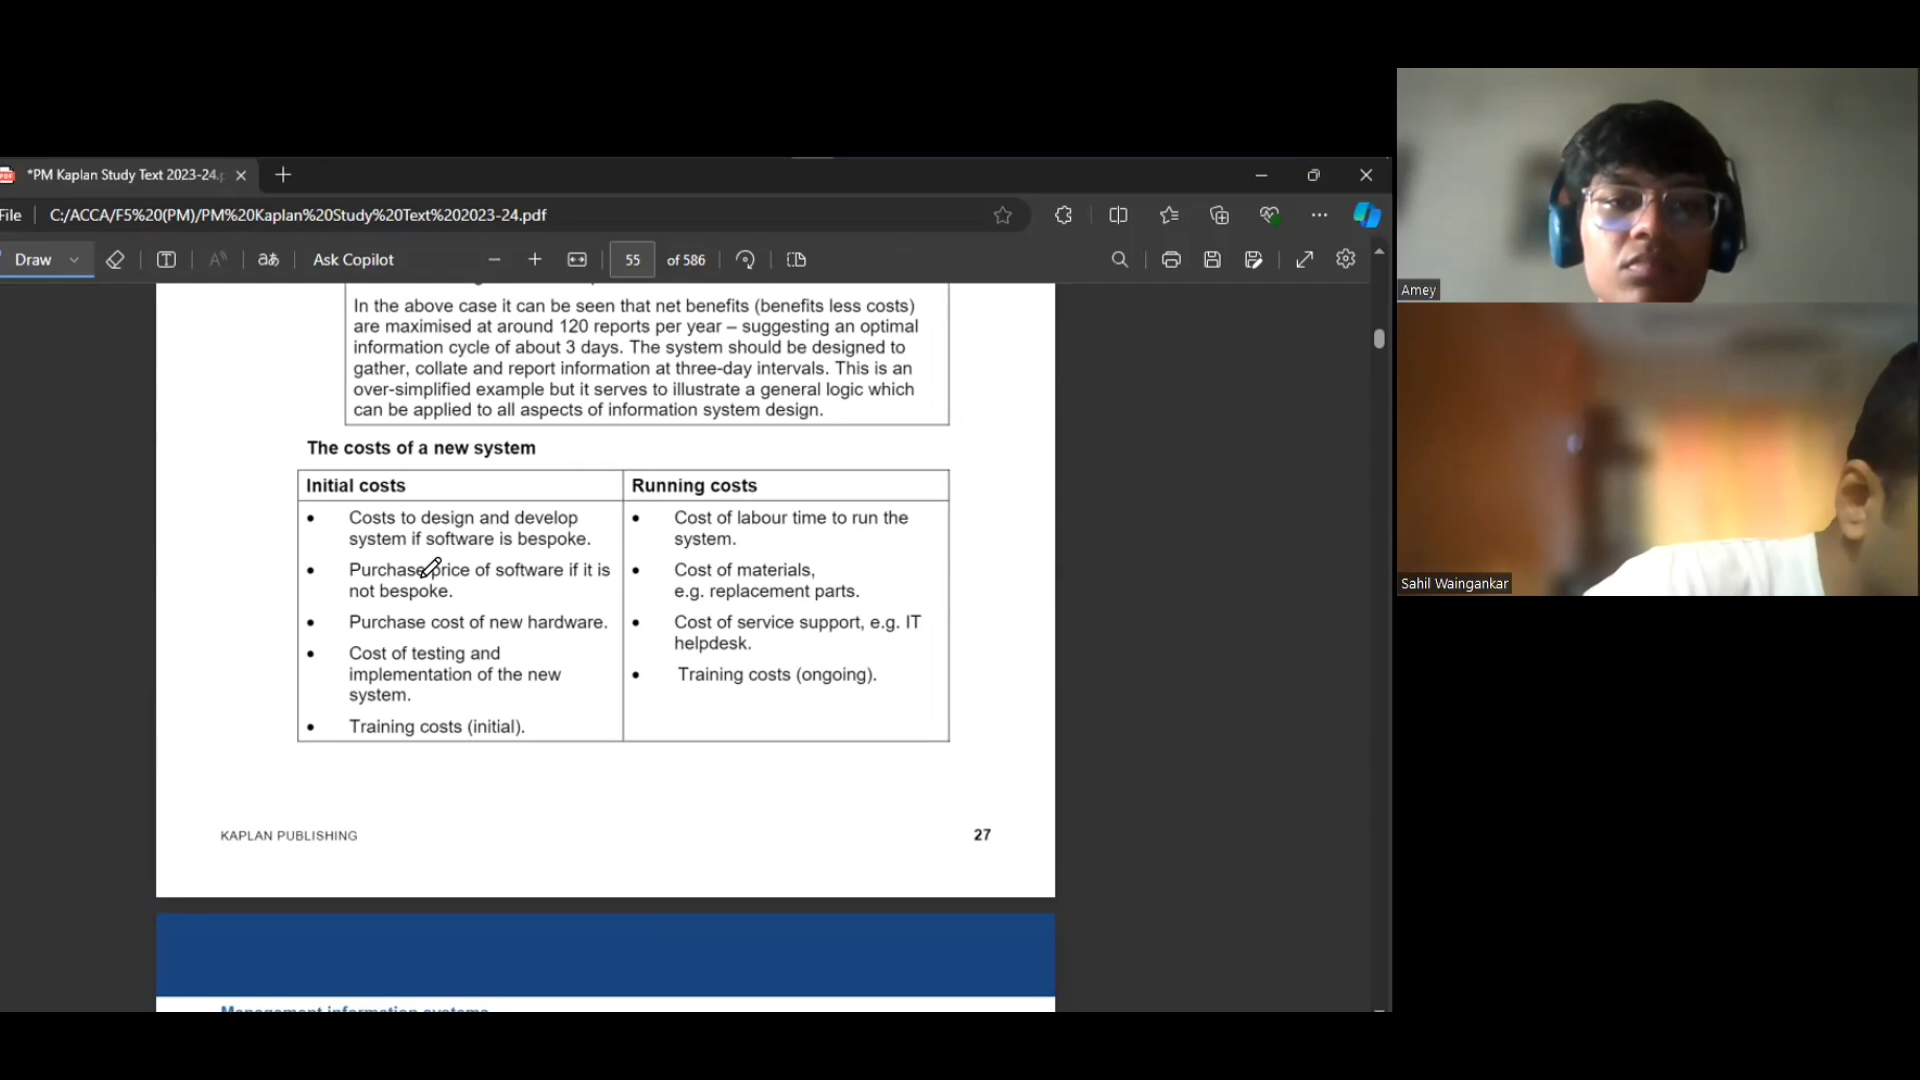 *PM Kaplan Study Text 2023-24.p
File C:/ACCA/F5%20(PM)/PM%20Kaplan%20Study%20Text%202023-24.pdf
Draw Ask Copilot 55 of 586
In the above case it can be seen that net benefits (benefits less costs)
are maximised at around 120 reports per year – suggesting an optimal
information cycle of about 3 days. The system should be designed to
gather, collate and report information at three-day intervals. This is an
over-simplified example but it serves to illustrate a general logic which
can be applied to all aspects of information system design.
The costs of a new system
Initial costs
• Costs to design and develop
system if software is bespoke.
• Purchase price of software if it is
not bespoke.
• Purchase cost of new hardware.
• Cost of testing and
implementation of the new
system.
• Training costs (initial).
Running costs
• Cost of labour time to run the
system.
• Cost of materials,
e.g. replacement parts.
• Cost of service support, e.g. IT
helpdesk.
• Training costs (ongoing).
KAPLAN PUBLISHING 27
Management information systems
Amey
Sahil Waingankar